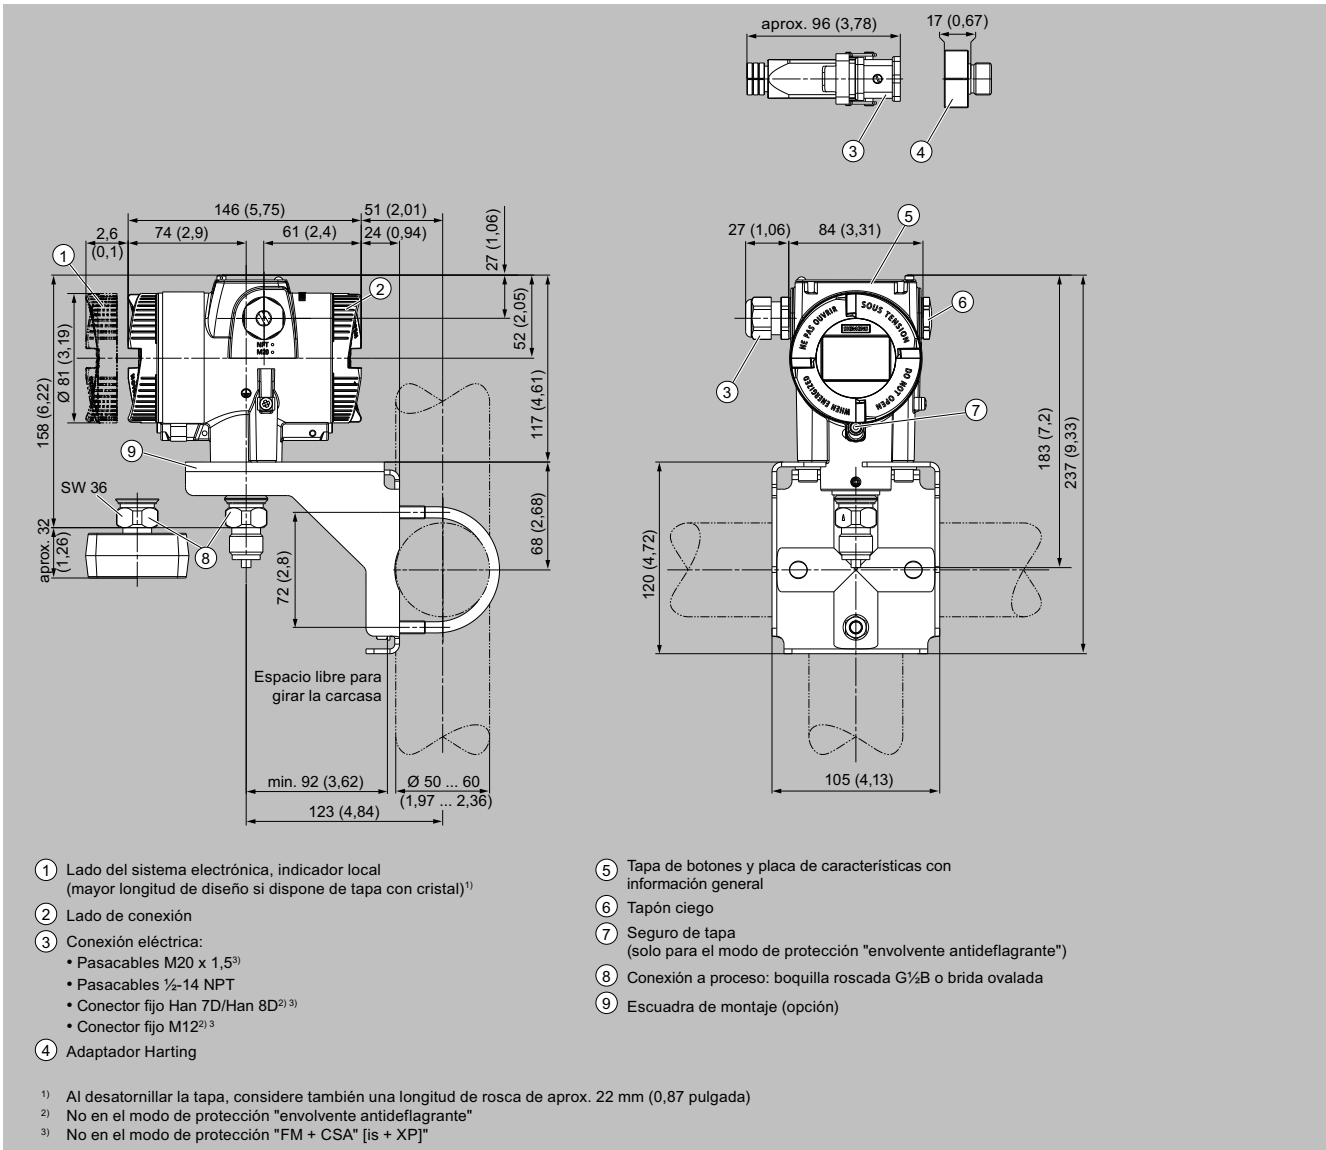 aprox. 96 (3,78)
17 (0,67)
3
4
146 (5,75)
51 (2,01)
74 (2,9)
61 (2,4)
24 (0,94)
2,6
(0,1)
27 (1,06)
52 (2,05)
117 (4,61)
68 (2,68)
1
2
158 (6,22)
Ø 81 (3,19)
NPT
M20
9
SW 36
aprox. 32
(1,26)
8
72 (2,8)
Espacio libre para
girar la carcasa
min. 92 (3,62)
Ø 50 ... 60
(1,97 ... 2,36)
123 (4,84)
5
27 (1,06)
84 (3,31)
6
3
7
NE PAS OUVRIR
SOUS TENSION
SIEMENS
DO NOT OPEN
WHEN ENERGIZED
183 (7,2)
237 (9,33)
120 (4,72)
105 (4,13)
1 Lado del sistema electrónica, indicador local
(mayor longitud de diseño si dispone de tapa con cristal)1)
2 Lado de conexión
3 Conexión eléctrica:
• Pasacables M20 x 1,53)
• Pasacables ½-14 NPT
• Conector fijo Han 7D/Han 8D2) 3)
• Conector fijo M122) 3
4 Adaptador Harting
5 Tapa de botones y placa de características con
información general
6 Tapón ciego
7 Seguro de tapa
(solo para el modo de protección "envolvente antideflagrante")
8 Conexión a proceso: boquilla roscada G½B o brida ovalada
9 Escuadra de montaje (opción)
1) Al desatornillar la tapa, considere también una longitud de rosca de aprox. 22 mm (0,87 pulgada)
2) No en el modo de protección "envolvente antideflagrante"
3) No en el modo de protección "FM + CSA" [is + XP]"